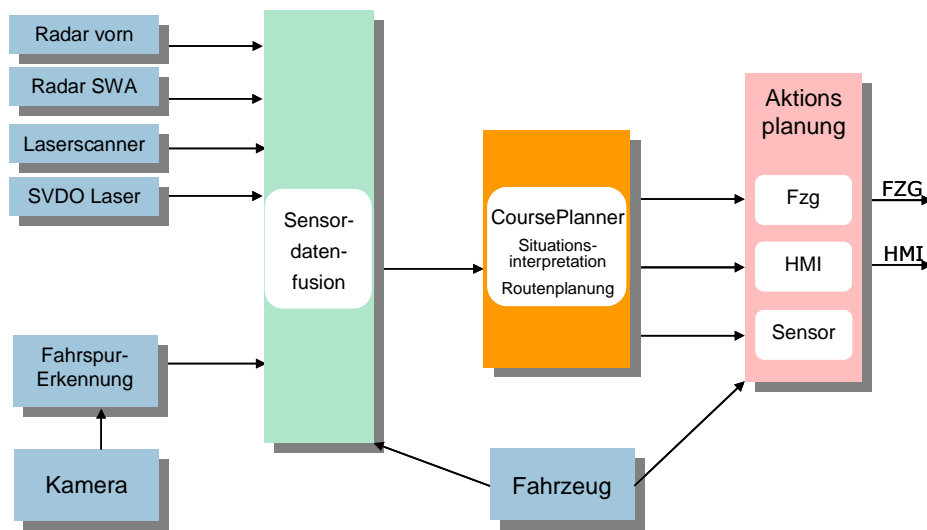 Radar vorn
Radar SWA
Laserscanner
SVDO Laser
Fahrspur-
Erkennung
Kamera
Sensor-
daten-
fusion
CoursePlanner
Situations-
interpretation
Routenplanung
Fahrzeug
Aktions
planung
Fzg
HMI
Sensor
FZG
HMI